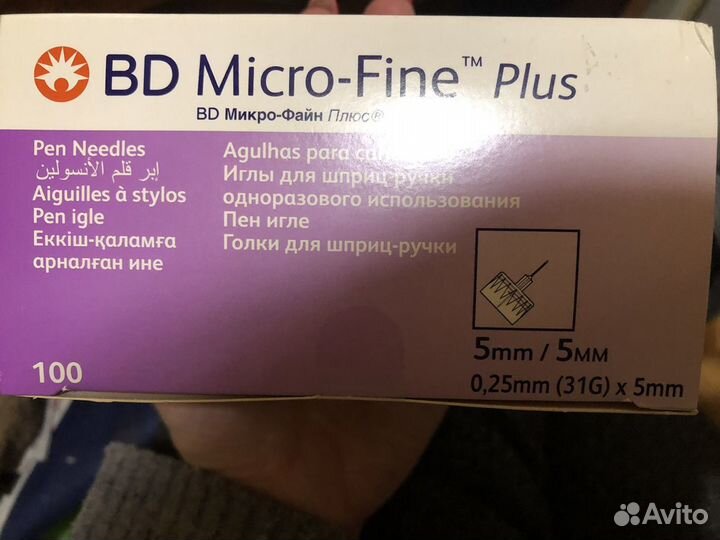 BD Micro-Fine™ Plus
BD Микро-Файн Плюс®
Pen Needles
إبر قلم الأنسولين
Aiguilles à stylos
Pen igle
Еккіш-қаламға
арналған ине
Agulhas para
Иглы для шприц-ручки
одноразового использования
Пен игле
Голки для шприц-ручки
5mm / 5мм
0,25mm (31G) x 5mm
100
Avito